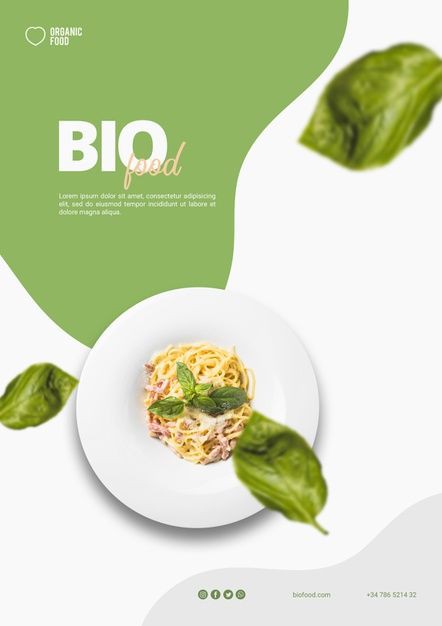 ORGANIC
FOOD
BIO
food
Lorem ipsum dolor sit amet, consectetur adipisicing
elit, sed do eiusmod tempor incididunt ut labore et
dolore magna aliqua.
biofood.com
+34 786 5214 32